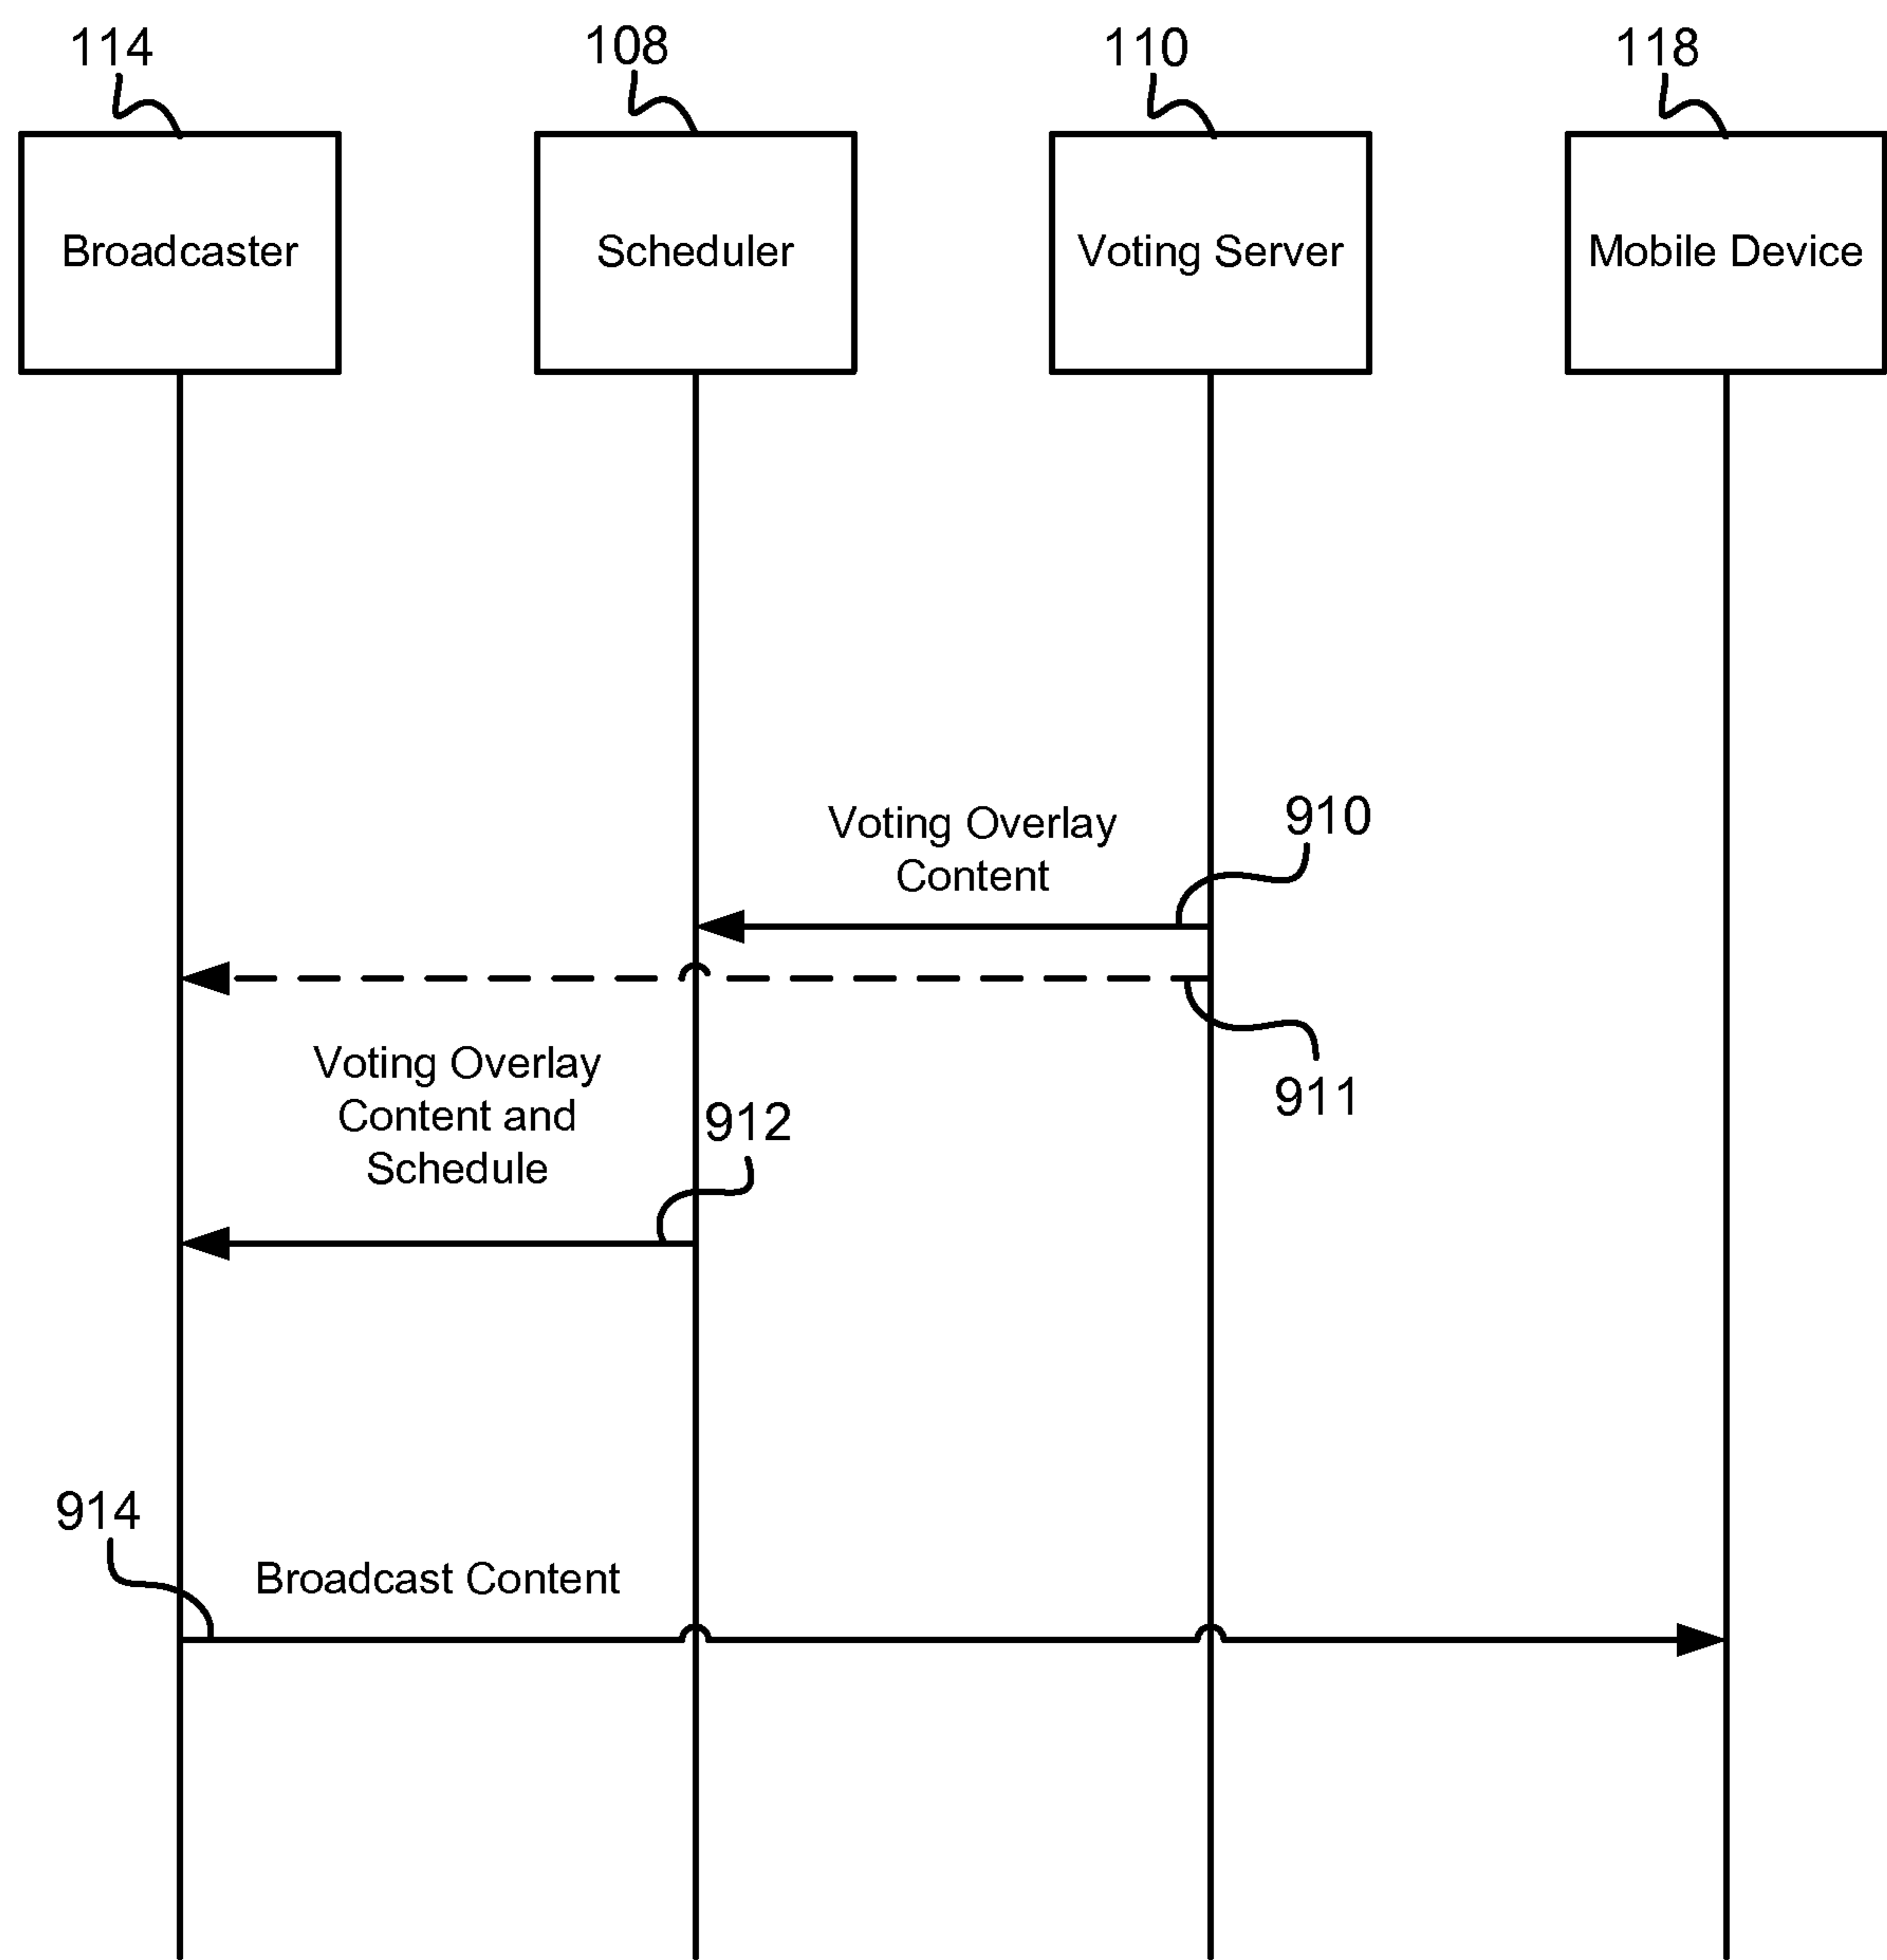 114
108
110
118
Broadcaster
Scheduler
Voting Server
Mobile Device
Voting Overlay
Content
910
911
Voting Overlay
Content and
Schedule
912
914
Broadcast Content